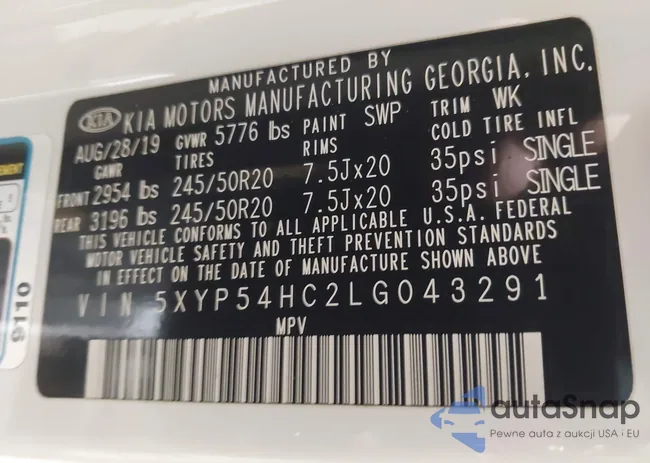 MANUFACTURED BY
KIA KIA MOTORS MANUFACTURING GEORGIA, INC.
AUG/28/19 GVWR 5776 lbs PAINT SWP TRIM WK
GAWR TIRES RIMS COLD TIRE INFL
FRONT 2954 lbs 245/50R20 7.5Jx20 35psi SINGLE
REAR 3196 lbs 245/50R20 7.5Jx20 35psi SINGLE
THIS VEHICLE CONFORMS TO ALL APPLICABLE U.S.A. FEDERAL
MOTOR VEHICLE SAFETY AND THEFT PREVENTION STANDARDS
IN EFFECT ON THE DATE OF MANUFACTURE SHOWN ABOVE
VIN 5XYP54HC2LG043291
MPV
9110
autaSnap
Pewne auta z aukcji USA i EU